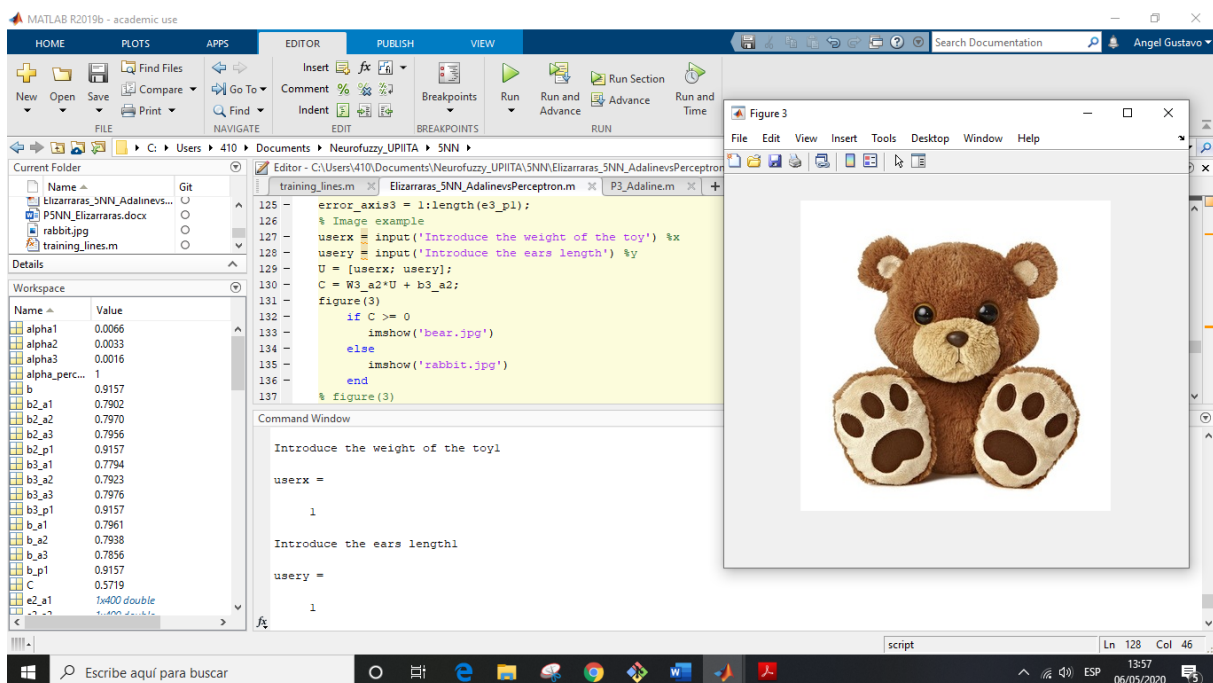 MATLAB R2019b - academic use
HOME PLOTS APPS EDITOR PUBLISH VIEW
Search Documentation
Angel Gustavo
New
Open
Save
Find Files
Compare
Print
FILE
Go To
Find
NAVIGATE
Insert fx
Comment %
Indent
EDIT
Breakpoints
BREAKPOINTS
Run
Run and Advance
Run Section
Advance
Run and Time
RUN
C: Users 410 Documents Neurofuzzy_UPIITA 5NN
Current Folder
Name Git
Elizarraras_5NN_Adalinevs...
P5NN_Elizarraras.docx
rabbit.jpg
training_lines.m
Details
Workspace
Name Value
alpha1 0.0066
alpha2 0.0033
alpha3 0.0016
alpha_perc... 1
b 0.9157
b2_a1 0.7902
b2_a2 0.7970
b2_a3 0.7956
b2_p1 0.9157
b3_a1 0.7794
b3_a2 0.7923
b3_a3 0.7976
b3_p1 0.9157
b_a1 0.7961
b_a2 0.7938
b_a3 0.7856
b_p1 0.9157
C 0.5719
e2_a1 1x400 double
Editor - C:\Users\410\Documents\Neurofuzzy_UPIITA\5NN\Elizarraras_5NN_AdalinevsPerceptron
training_lines.m Elizarraras_5NN_AdalinevsPerceptron.m P3_Adaline.m +
125 - error_axis3 = 1:length(e3_p1);
126 % Image example
127 - userx = input('Introduce the weight of the toy') %x
128 - usery = input('Introduce the ears length') %y
129 - U = [userx; usery];
130 - C = W3_a2*U + b3_a2;
131 - figure(3)
132 - if C >= 0
133 - imshow('bear.jpg')
134 - else
135 - imshow('rabbit.jpg')
136 - end
137 % figure(3)
Command Window
Introduce the weight of the toy1
userx =
1
Introduce the ears length1
usery =
1
fx
Figure 3
File Edit View Insert Tools Desktop Window Help
script
Ln 128 Col 46
Escribe aquí para buscar
ESP
13:57
06/05/2020